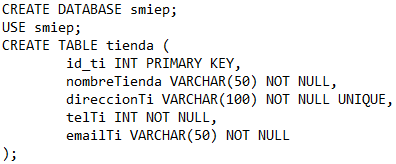 CREATE DATABASE smiep;
USE smiep;
CREATE TABLE tienda (
        id_ti INT PRIMARY KEY,
        nombreTienda VARCHAR(50) NOT NULL,
        direccionTi VARCHAR(100) NOT NULL UNIQUE,
        telTi INT NOT NULL,
        emailTi VARCHAR(50) NOT NULL
);